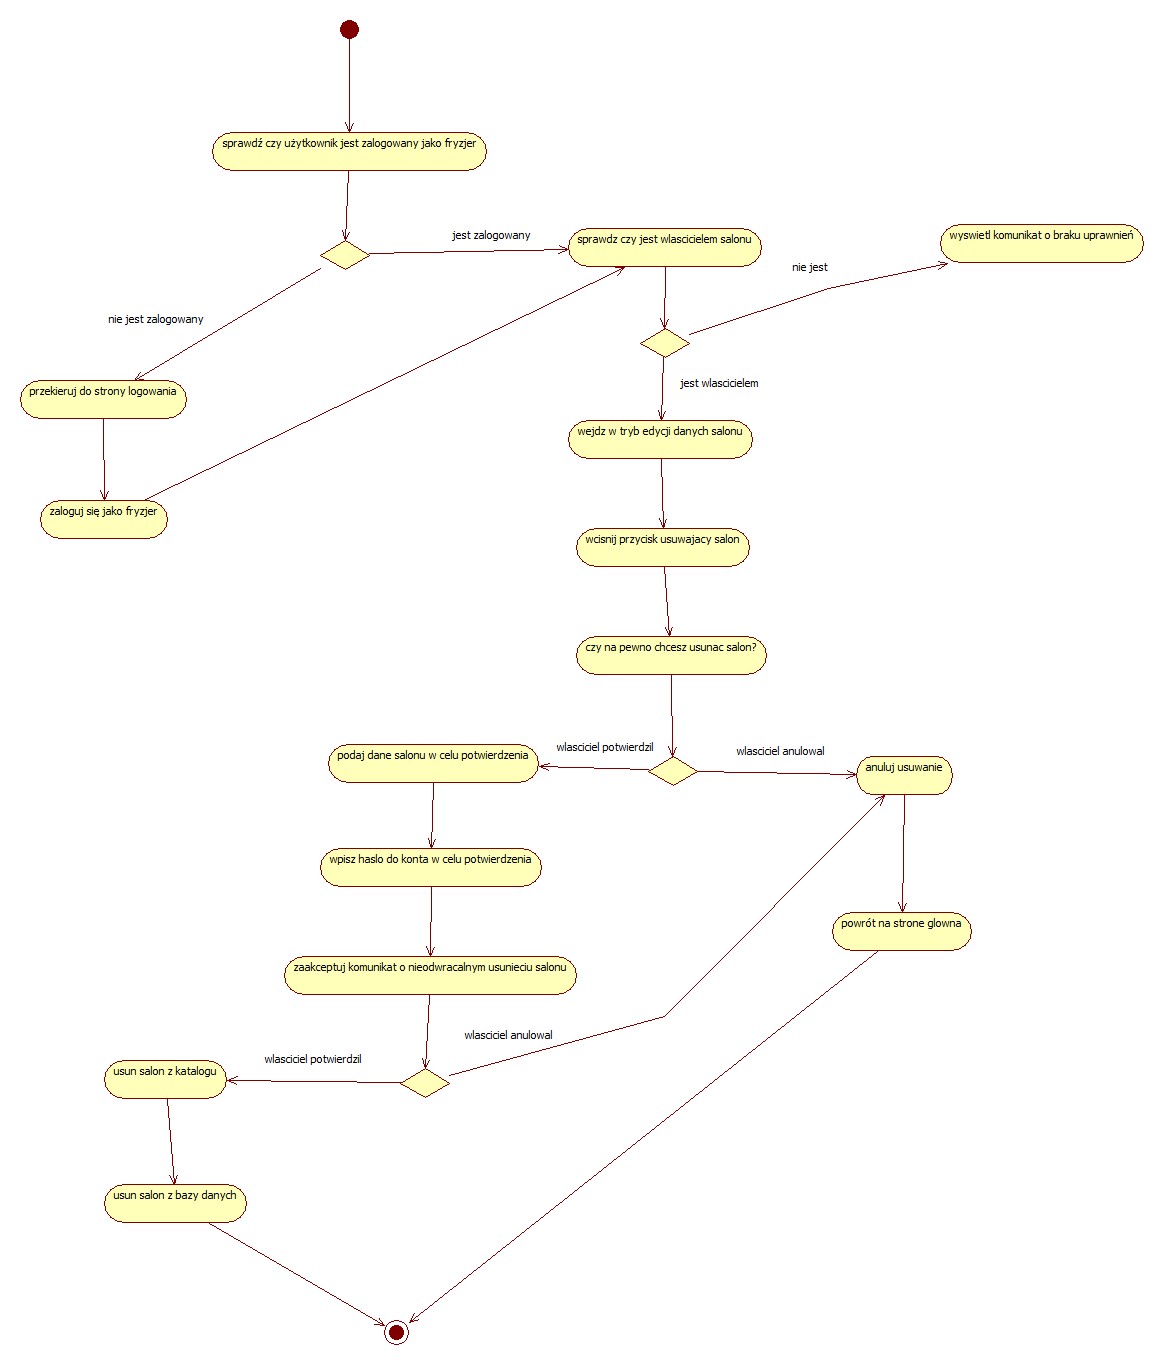 sprawdź czy użytkownik jest zalogowany jako fryzjer
jest zalogowany
sprawdz czy jest wlascicielem salonu
wyswietl komunikat o braku uprawnień
nie jest
nie jest zalogowany
jest wlascicielem
przekieruj do strony logowania
wejdz w tryb edycji danych salonu
zaloguj się jako fryzjer
wcisnij przycisk usuwajacy salon
czy na pewno chcesz usunac salon?
wlasciciel potwierdzil
wlasciciel anulowal
podaj dane salonu w celu potwierdzenia
anuluj usuwanie
wpisz haslo do konta w celu potwierdzenia
powrót na strone glowna
zaakceptuj komunikat o nieodwracalnym usunieciu salonu
wlasciciel anulowal
wlasciciel potwierdzil
usun salon z katalogu
usun salon z bazy danych